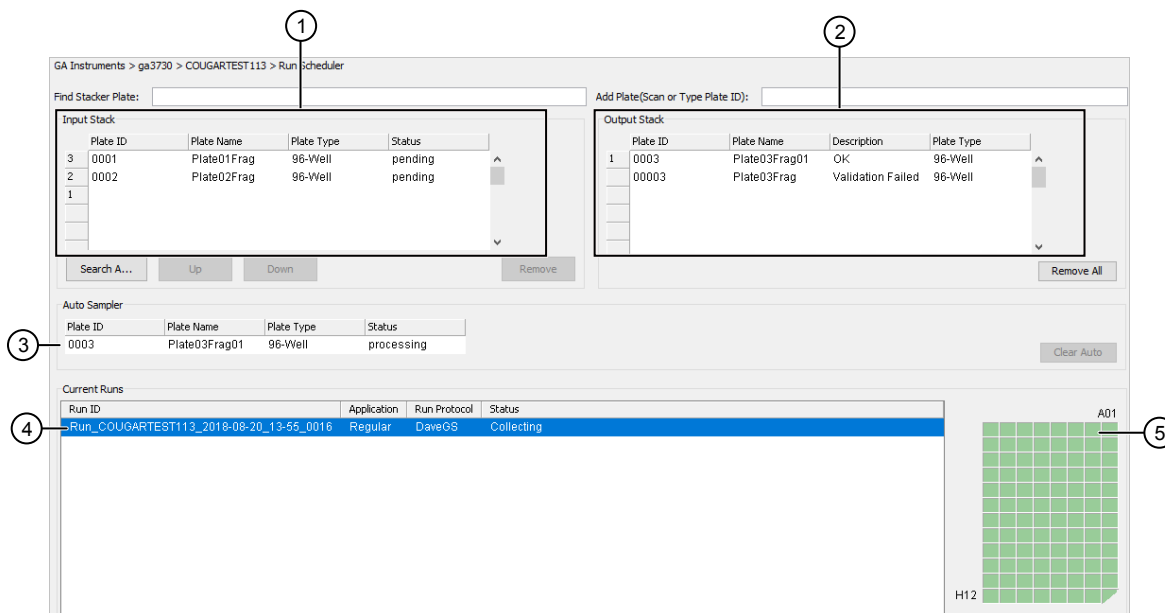 1
2
GA Instruments > ga3730 > COUGARTEST113 > Run Scheduler
Find Stacker Plate:
Add Plate(Scan or Type Plate ID):
Input Stack
Plate ID Plate Name Plate Type Status
3 0001 Plate01Frag 96-Well pending
2 0002 Plate02Frag 96-Well pending
1
Search A... Up Down Remove
Output Stack
Plate ID Plate Name Description Plate Type
1 0003 Plate03Frag01 OK 96-Well
00003 Plate03Frag Validation Failed 96-Well
Remove All
Auto Sampler
Plate ID Plate Name Plate Type Status
3 0003 Plate03Frag01 96-Well processing
Clear Auto
Current Runs
Run ID Application Run Protocol Status
4 Run_COUGARTEST113_2018-08-20_13-55_0016 Regular DaveGS Collecting
A01
5
H12